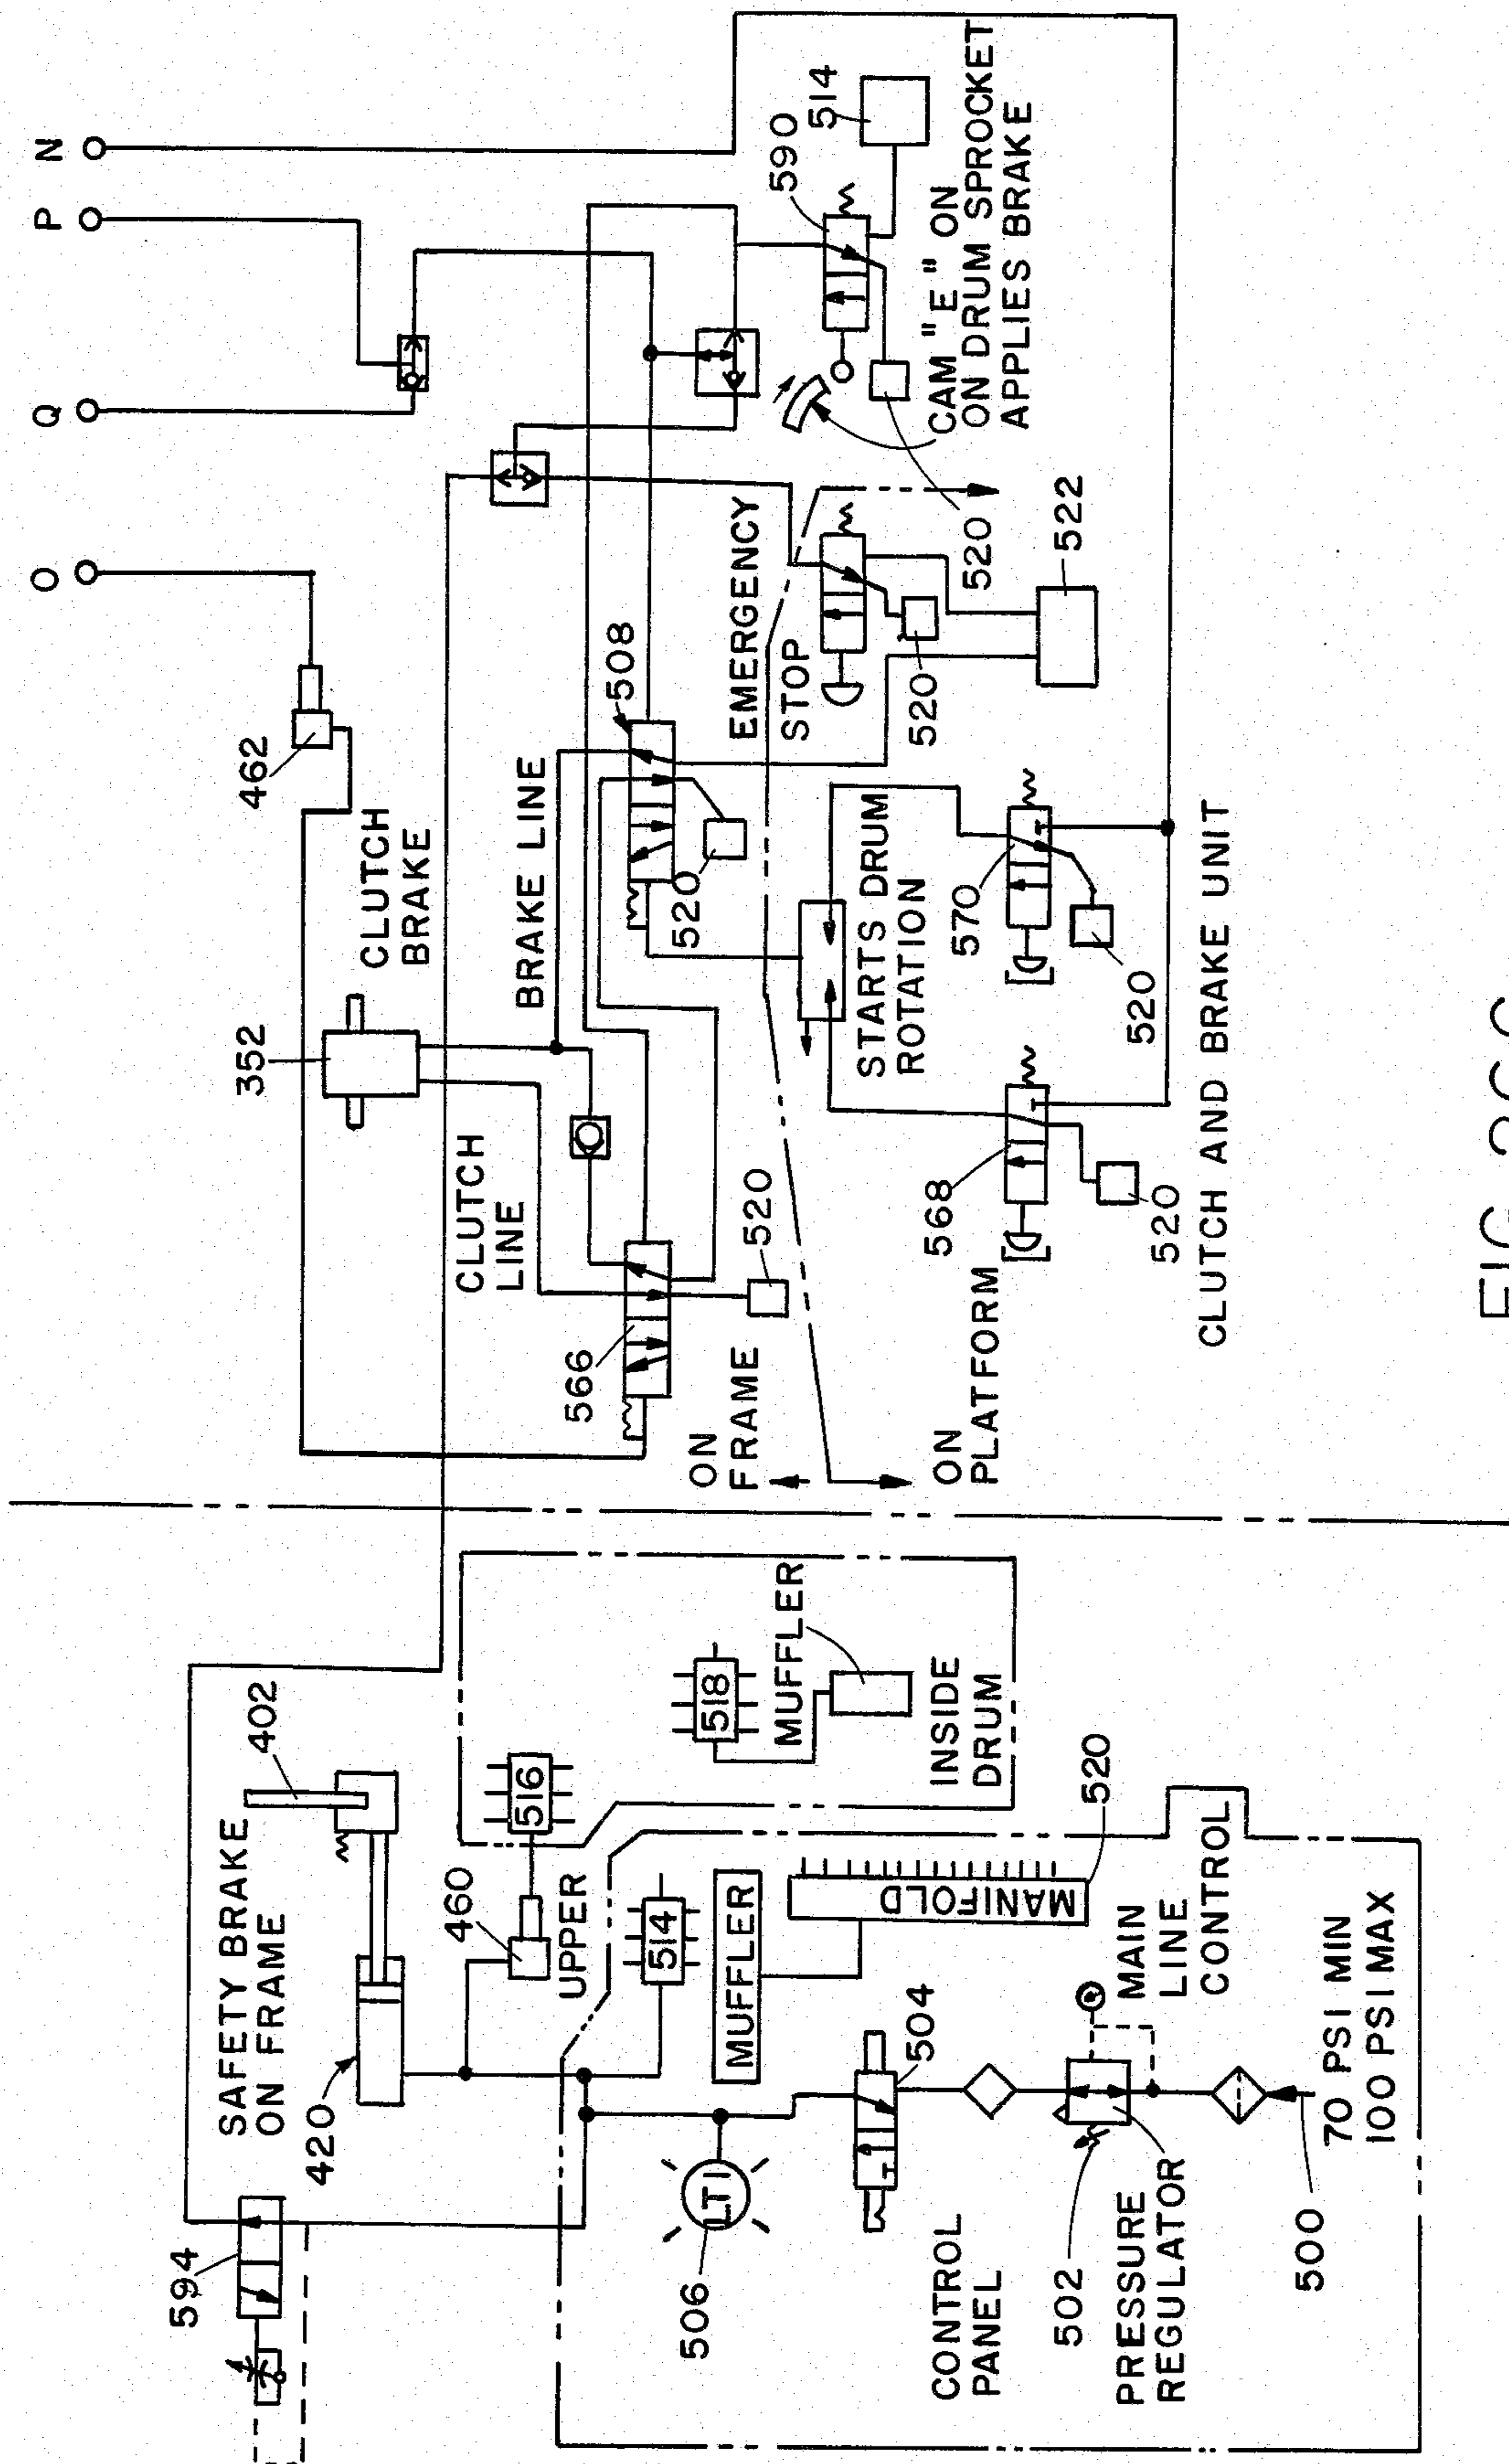 O
Q
P
N
594
420
SAFETY BRAKE
ON FRAME
402
352
462
CLUTCH
BRAKE
460
UPPER
516
CLUTCH
LINE
BRAKE LINE
508
566
520
520
ON
FRAME
EMERGENCY
STOP
590
514
506
LTI
514
MUFFLER
518
MUFFLER
INSIDE
DRUM
MANIFOLD
520
504
CONTROL
PANEL
502
PRESSURE
REGULATOR
500
MAIN
LINE
CONTROL
70 PSI MIN
100 PSI MAX
ON
PLATFORM
568
520
STARTS DRUM
ROTATION
570
520
520
522
520
CAM "E" ON
ON DRUM SPROCKET
APPLIES BRAKE
CLUTCH AND BRAKE UNIT
FIG